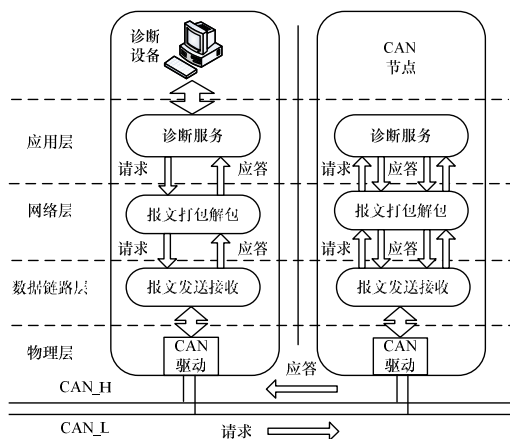 诊断
设备
CAN
节点
应用层
诊断服务
诊断服务
请求
应答
请求
应答
网络层
报文打包解包
报文打包解包
请求
应答
请求
应答
数据链路层
报文发送接收
报文发送接收
物理层
CAN
驱动
CAN
驱动
CAN_H
应答
CAN_L
请求